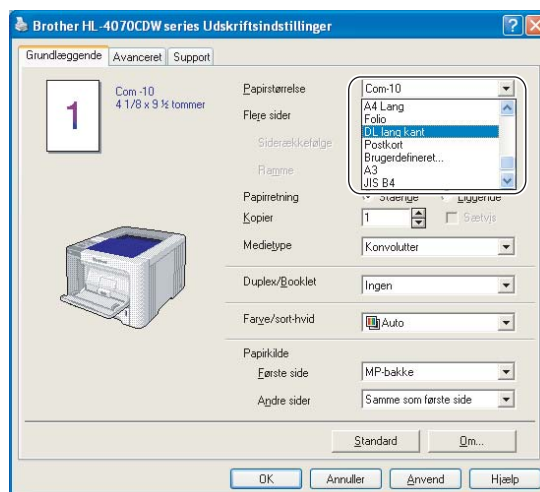 Brother HL-4070CDW series Udskriftsindstillinger
Grundlæggende Avanceret Support
1
Com -10
4 1/8 x 9 ½ tommer
Papirstørrelse Com-10
A4 Lang
Flere sider Folio
DL lang kant
Siderækkefølge Postkort
Brugerdefineret...
Ramme A3
JIS B4
Papirretning Stående Liggende
Kopier 1 Sætvis
Medietype Konvolutter
Duplex/Booklet Ingen
Farve/sort-hvid Auto
Papirkilde
Første side MP-bakke
Andre sider Samme som første side
Standard Om...
OK Annuller Anvend Hjælp